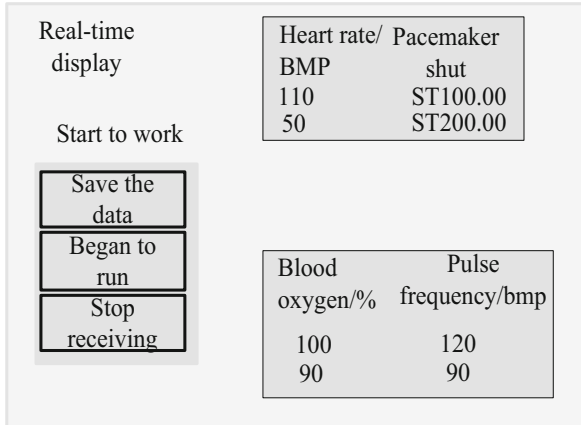 Real-time
display
Start to work
Save the
data
Began to
run
Stop
receiving
Heart rate/ Pacemaker
BMP shut
110 ST100.00
50 ST200.00
Blood Pulse
oxygen/% frequency/bmp
100 120
90 90